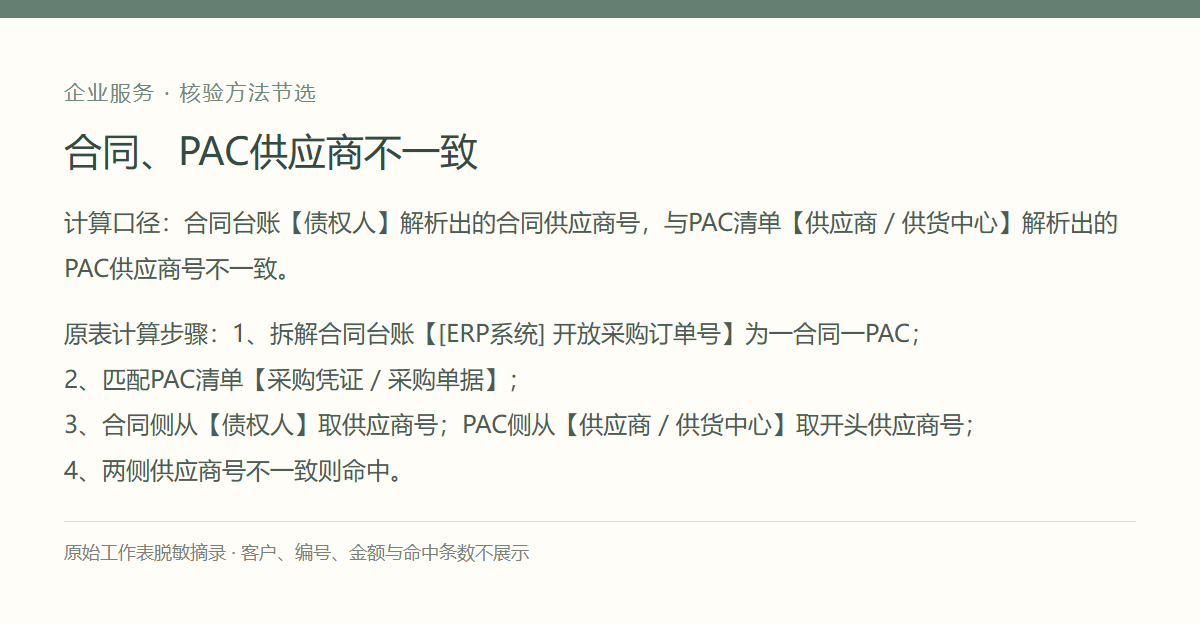 企业服务 · 核验方法节选
合同、PAC供应商不一致
计算口径：合同台账【债权人】解析出的合同供应商号，与PAC清单【供应商 / 供货中心】解析出的
PAC供应商号不一致。
原表计算步骤：1、拆解合同台账【[ERP系统] 开放采购订单号】为一合同一PAC；
2、匹配PAC清单【采购凭证 / 采购单据】；
3、合同侧从【债权人】取供应商号；PAC侧从【供应商 / 供货中心】取开头供应商号；
4、两侧供应商号不一致则命中。
原始工作表脱敏摘录 · 客户、编号、金额与命中条数不展示